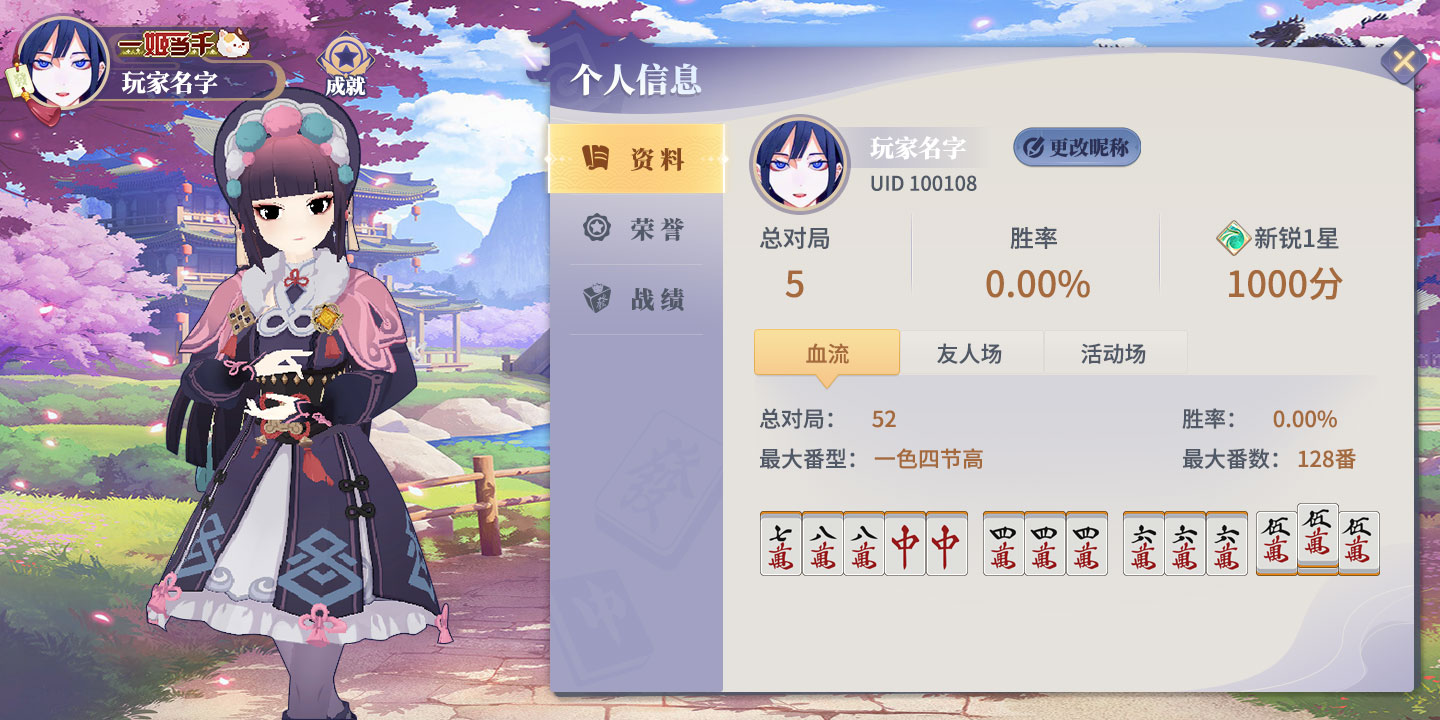 一姬当千
玩家名字
成就
个人信息
资料
荣誉
战绩
玩家名字
更改昵称
UID 100108
总对局
5
胜率
0.00%
新锐1星
1000分
血流
友人场
活动场
总对局： 52
胜率： 0.00%
最大番型： 一色四节高
最大番数： 128番
七萬 八萬 八萬 中 中 四萬 四萬 四萬 六萬 六萬 六萬 伍萬 伍萬 伍萬
發
中